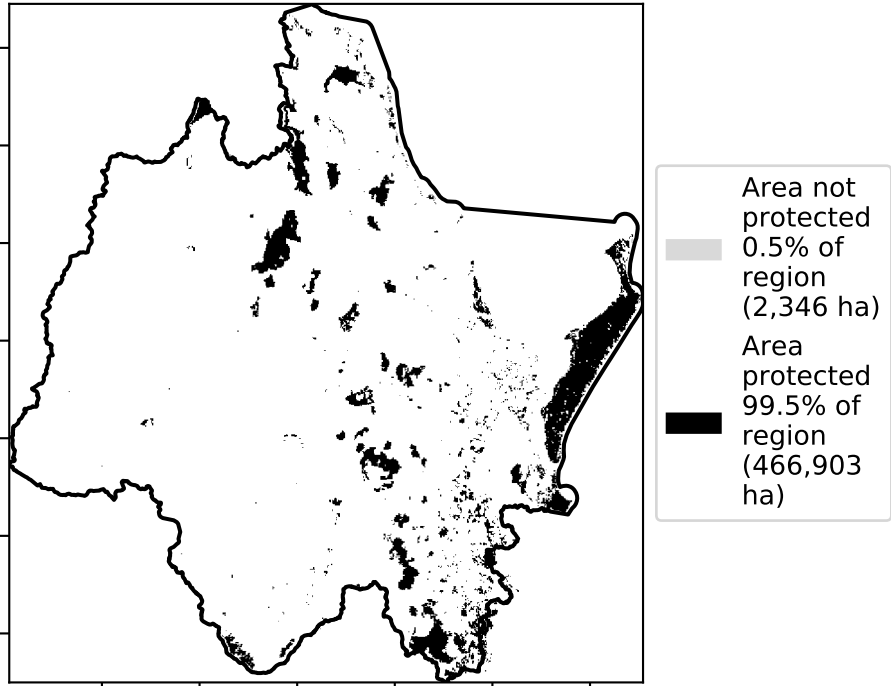 Area not
protected
0.5% of
region
(2,346 ha)
Area
protected
99.5% of
region
(466,903
ha)